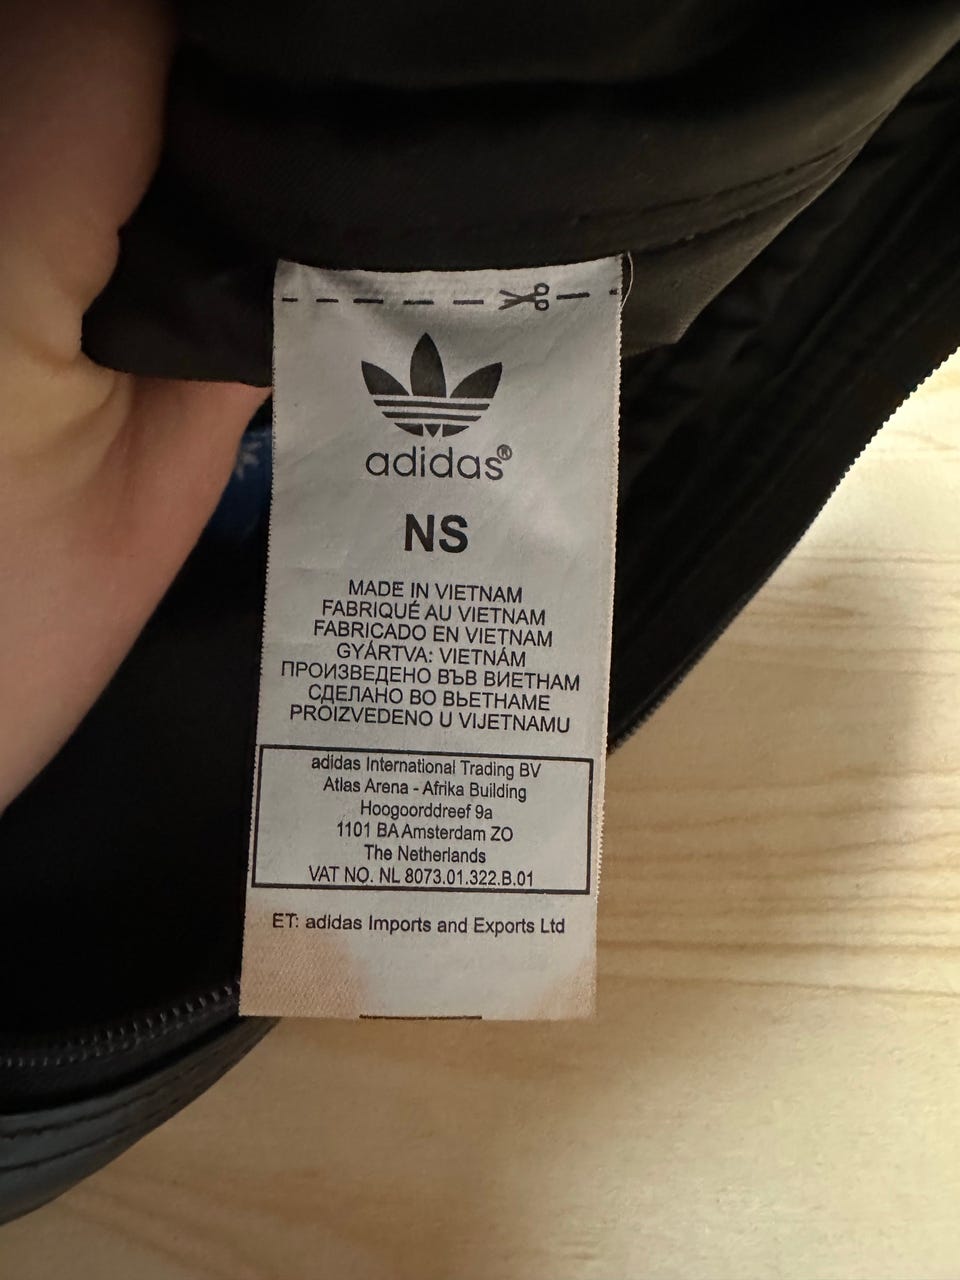 adidas®
NS
MADE IN VIETNAM
FABRIQUÉ AU VIETNAM
FABRICADO EN VIETNAM
GYÁRTVA: VIETNÁM
ПРОИЗВЕДЕНО ВЪВ ВИЕТНАМ
СДЕЛАНО ВО ВЬЕТНАМЕ
PROIZVEDENO U VIJETNAMU
adidas International Trading BV
Atlas Arena - Afrika Building
Hoogoorddreef 9a
1101 BA Amsterdam ZO
The Netherlands
VAT NO. NL 8073.01.322.B.01
ET: adidas Imports and Exports Ltd